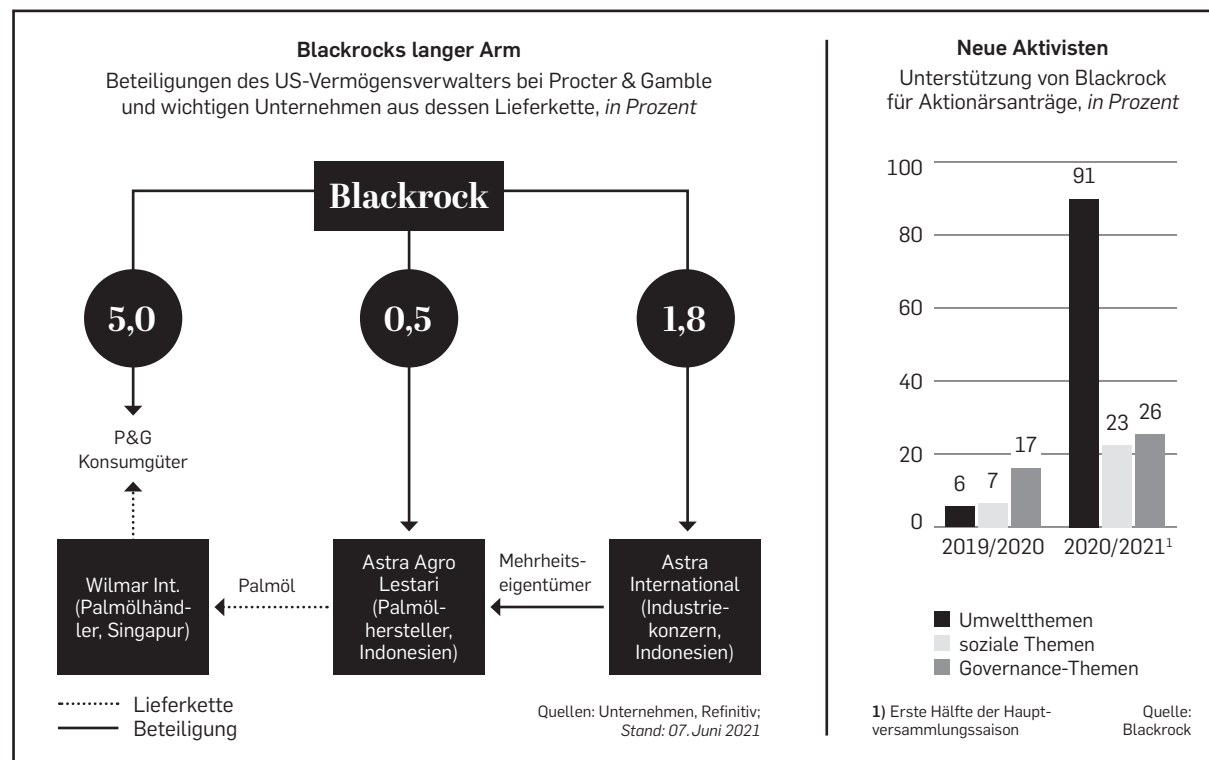 Blackrocks langer Arm
Beteiligungen des US-Vermögensverwalters bei Procter & Gamble
und wichtigen Unternehmen aus dessen Lieferkette, in Prozent
Blackrock
5,0
0,5
1,8
P&G
Konsumgüter
Wilmar Int.
(Palmölhänd-
ler, Singapur)
Palmöl
Astra Agro
Lestari
(Palmöl-
hersteller,
Indonesien)
Mehrheits-
eigentümer
Astra
International
(Industrie-
konzern,
Indonesien)
Lieferkette
Beteiligung
Quellen: Unternehmen, Refinitiv;
Stand: 07. Juni 2021
Neue Aktivisten
Unterstützung von Blackrock
für Aktionärsanträge, in Prozent
100
80
60
40
20
0
6
7
17
91
23
26
2019/2020
2020/2021¹
Umweltthemen
soziale Themen
Governance-Themen
1) Erste Hälfte der Haupt-
versammlungssaison
Quelle:
Blackrock